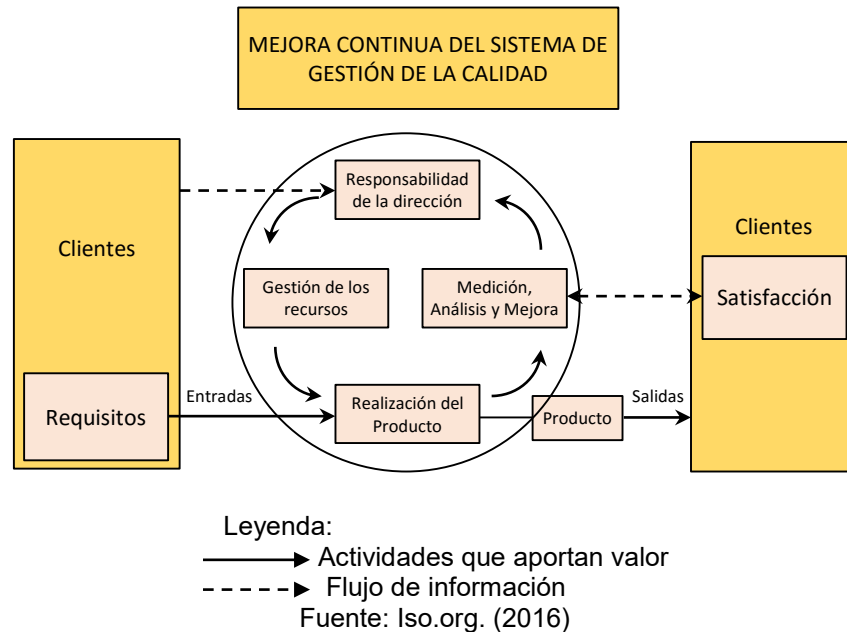 MEJORA CONTINUA DEL SISTEMA DE
GESTIÓN DE LA CALIDAD
Responsabilidad
de la dirección
Clientes
Clientes
Gestión de los
recursos
Medición,
Análisis y Mejora
Satisfacción
Requisitos
Entradas
Realización del
Producto
Producto
Salidas
Leyenda:
Actividades que aportan valor
Flujo de información
Fuente: Iso.org. (2016)